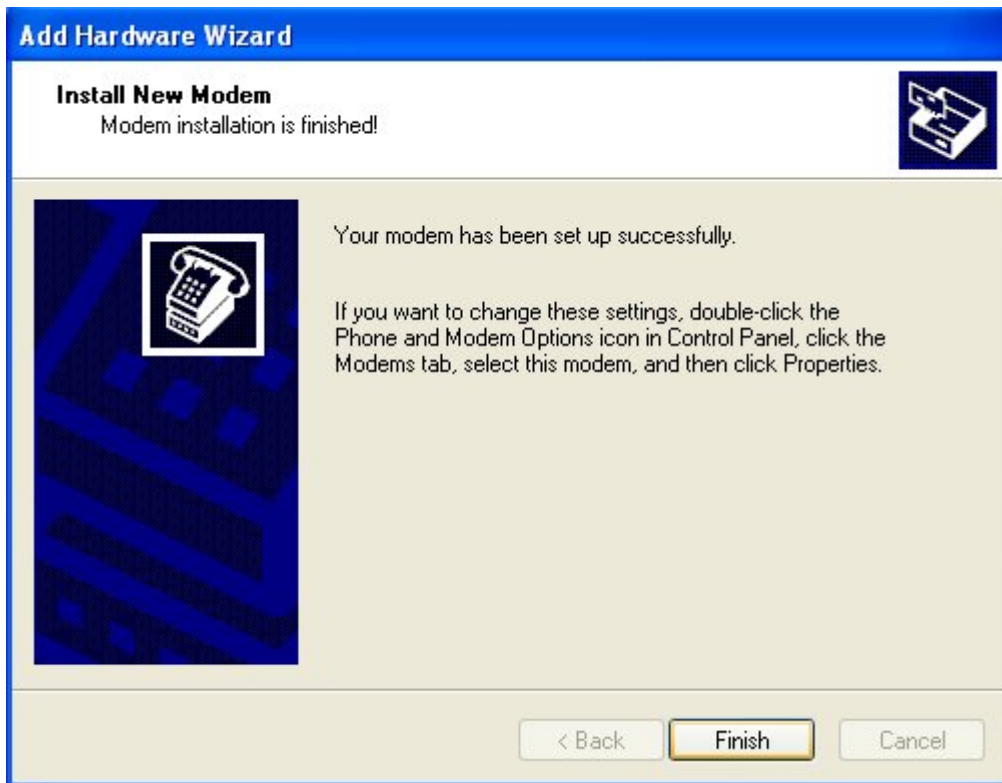 Add Hardware Wizard
Install New Modem
Modem installation is finished!
Your modem has been set up successfully.
If you want to change these settings, double-click the
Phone and Modem Options icon in Control Panel, click the
Modems tab, select this modem, and then click Properties.
< Back
Finish
Cancel